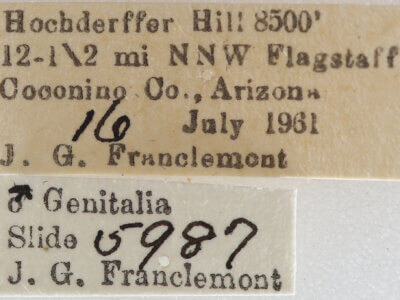 Hochderffer Hill 8500'
12-1\2 mi NNW Flagstaff
Coconino Co., Arizona
16 July 1961
J. G. Franclemont
♂ Genitalia
Slide 5987
J. G. Franclemont